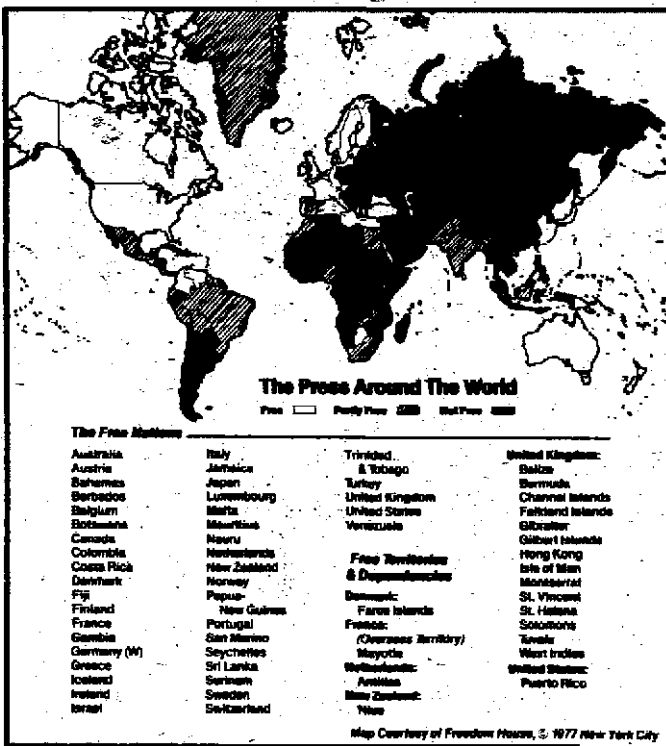 The Press Around The World
Free Partly Free Not Free
The Free Nations
Australia
Austria
Bahamas
Barbados
Belgium
Botswana
Canada
Colombia
Costa Rica
Denmark
Fiji
Finland
France
Gambia
Germany (W)
Greece
Iceland
Ireland
Israel
Italy
Jamaica
Japan
Luxembourg
Malta
Mauritius
Nauru
Netherlands
New Zealand
Norway
Papua-
New Guinea
Portugal
San Marino
Seychelles
Sri Lanka
Surinam
Sweden
Switzerland
Trinidad
& Tobago
Turkey
United Kingdom
United States
Venezuela
Free Territories
& Dependencies
Denmark:
Faroe Islands
France:
(Overseas Territory)
Mayotte
Netherlands:
Antilles
New Zealand:
Niue
United Kingdom:
Belize
Bermuda
Channel Islands
Falkland Islands
Gibralter
Gilbert Islands
Hong Kong
Isle of Man
Montserrat
St. Vincent
St. Helena
Solomons
Tuvalu
West Indies
United States:
Puerto Rico
Map Courtesy of Freedom House, © 1977 New York City